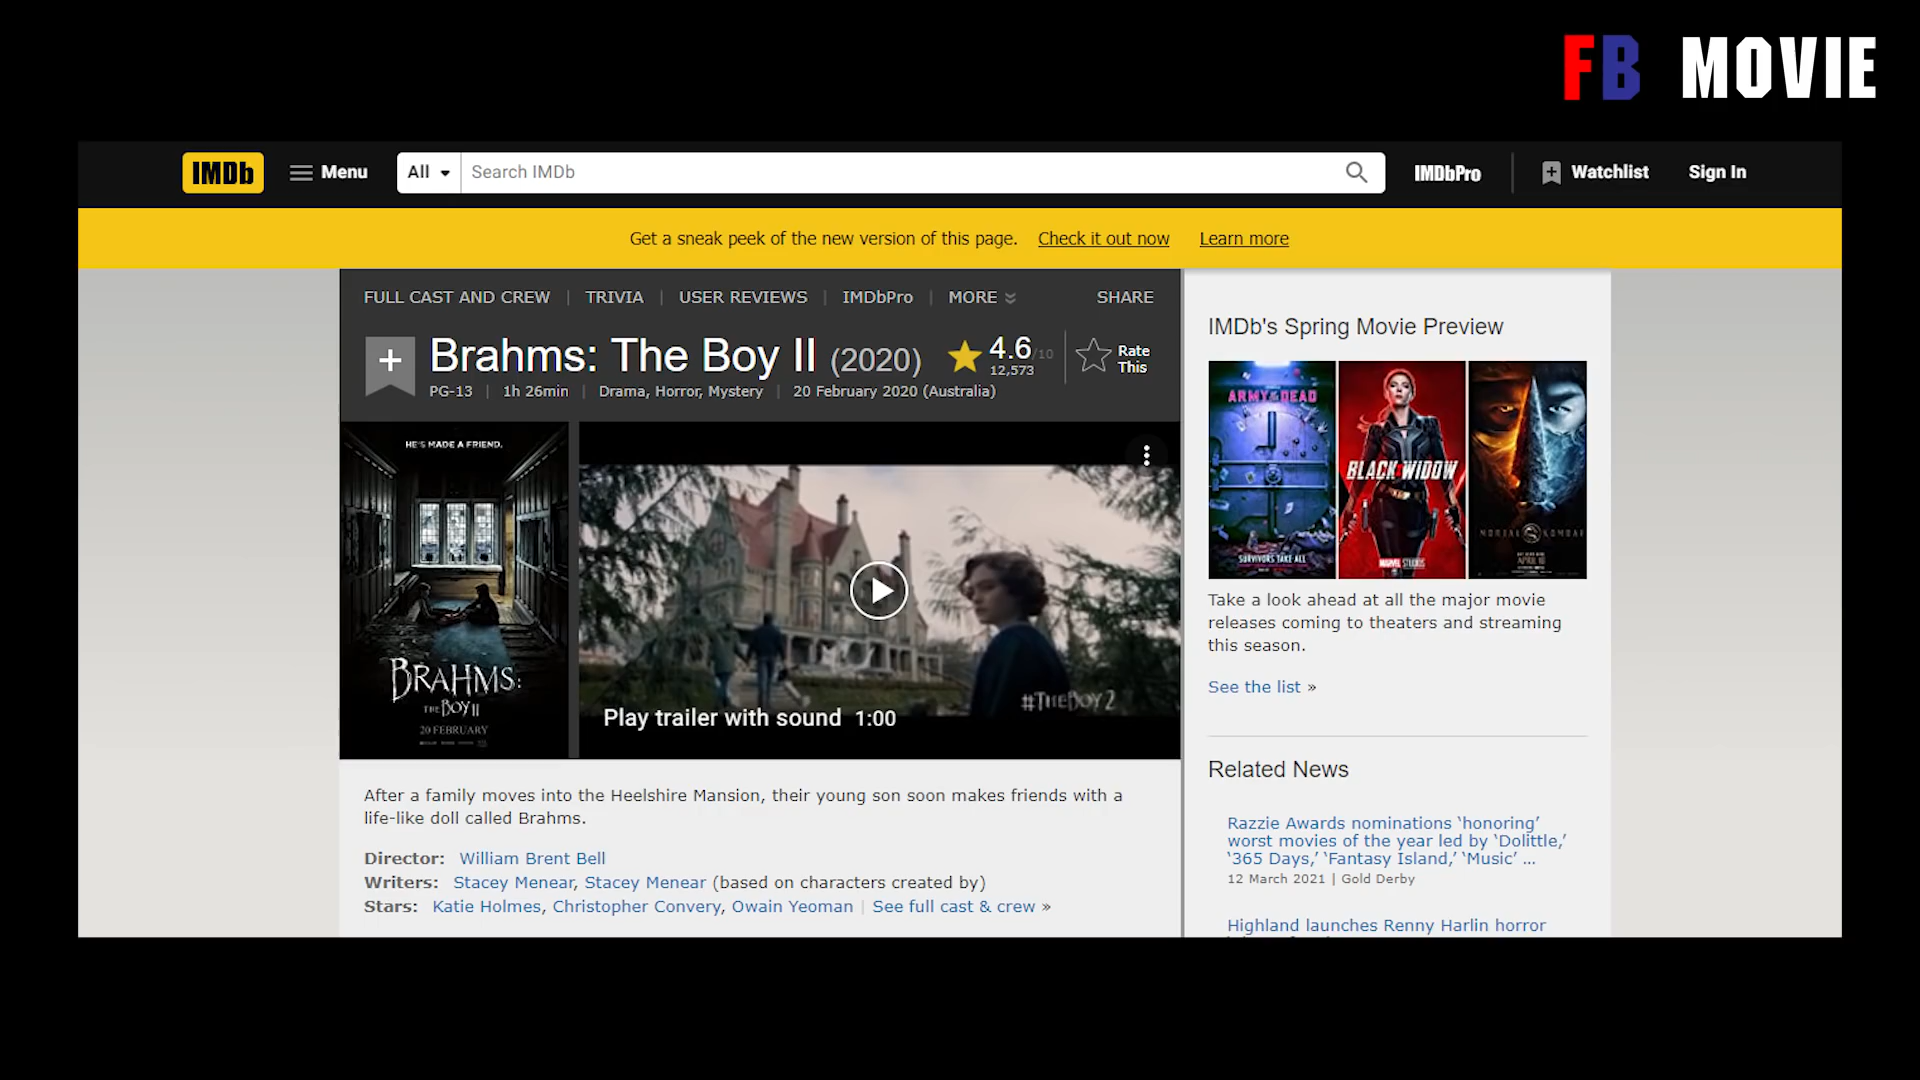 FB MOVIE
IMDb Menu All Search IMDb IMDbPro Watchlist Sign In
Get a sneak peek of the new version of this page. Check it out now Learn more
FULL CAST AND CREW | TRIVIA | USER REVIEWS | IMDbPro | MORE SHARE
Brahms: The Boy II (2020)
4.6/10
12,573
Rate This
PG-13 | 1h 26min | Drama, Horror, Mystery | 20 February 2020 (Australia)
HE'S MADE A FRIEND.
BRAHMS:
THE BOY II
20 FEBRUARY
#THEBOY2
Play trailer with sound 1:00
After a family moves into the Heelshire Mansion, their young son soon makes friends with a
life-like doll called Brahms.
Director: William Brent Bell
Writers: Stacey Menear, Stacey Menear (based on characters created by)
Stars: Katie Holmes, Christopher Convery, Owain Yeoman | See full cast & crew »
IMDb's Spring Movie Preview
ARMY OF THE DEAD
SURVIVORS TAKE ALL
BLACK WIDOW
MARVEL STUDIOS
MORTAL KOMBAT
Take a look ahead at all the major movie
releases coming to theaters and streaming
this season.
See the list »
Related News
Razzie Awards nominations ‘honoring’
worst movies of the year led by ‘Dolittle,’
‘365 Days,’ ‘Fantasy Island,’ ‘Music’ ...
12 March 2021 | Gold Derby
Highland launches Renny Harlin horror